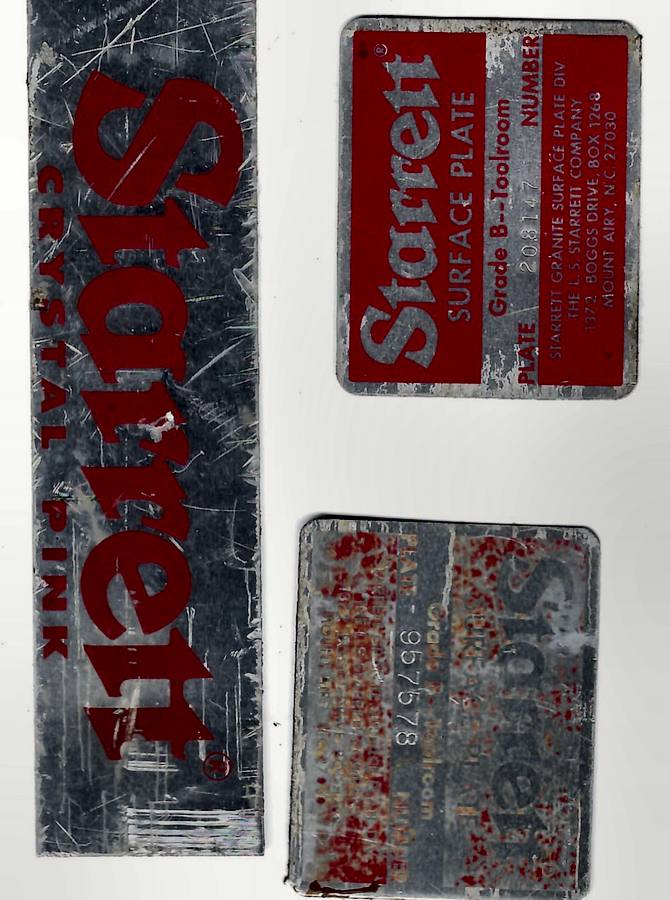 Starrett®
CRYSTAL PINK
®
Starrett
SURFACE PLATE
Grade B--Toolroom
PLATE 208147 NUMBER
STARRETT GRANITE SURFACE PLATE DIV.
THE L. S. STARRETT COMPANY
1372 BOGGS DRIVE, BOX 1268
MOUNT AIRY, N.C. 27030
Starrett
Grade B--Toolroom
PLATE - 957578 NUMBER